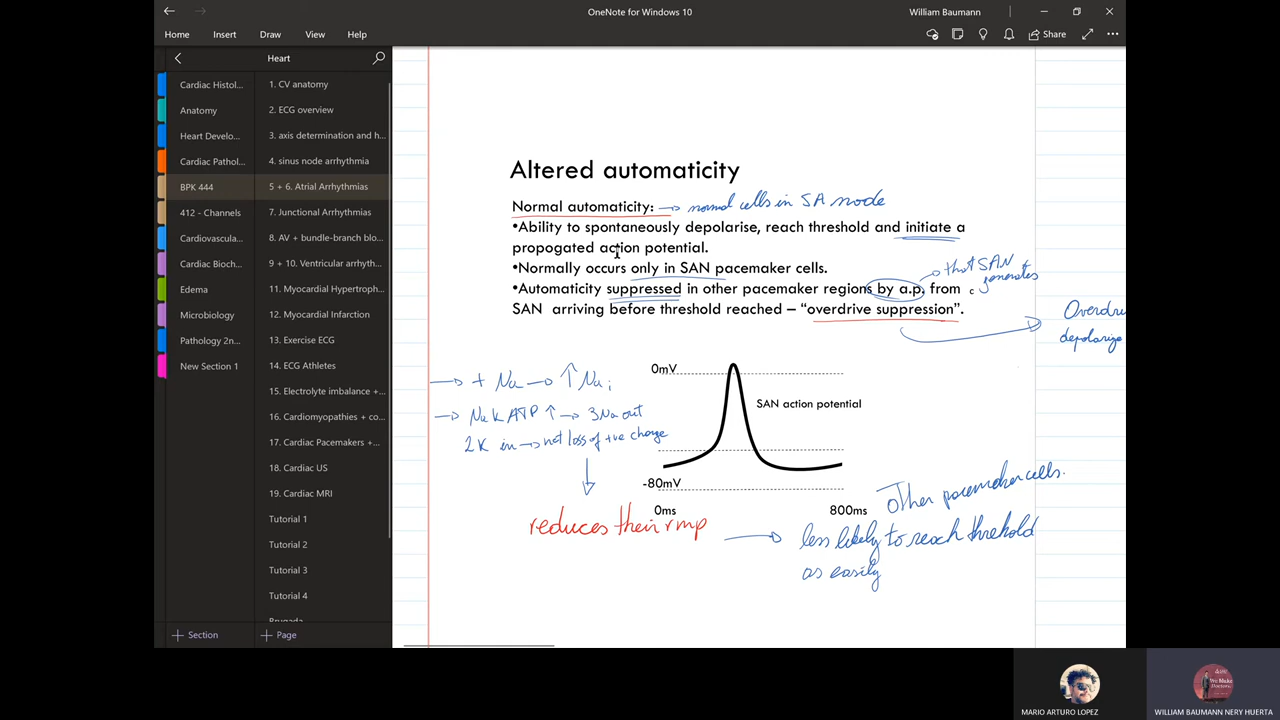 OneNote for Windows 10
William Baumann
Home Insert Draw View Help
Share
Heart
Cardiac Histol...
Anatomy
Heart Develo...
Cardiac Pathol...
BPK 444
412 - Channels
Cardiovascula...
Cardiac Bioch...
Edema
Microbiology
Pathology 2n...
New Section 1
1. CV anatomy
2. ECG overview
3. axis determination and h...
4. sinus node arrhythmia
5 + 6. Atrial Arrhythmias
7. Junctional Arrhythmias
8. AV + bundle-branch blo...
9 + 10. Ventricular arrhyth...
11. Myocardial Hypertroph...
12. Myocardial Infarction
13. Exercise ECG
14. ECG Athletes
15. Electrolyte imbalance +...
16. Cardiomyopathies + co...
17. Cardiac Pacemakers +...
18. Cardiac US
19. Cardiac MRI
Tutorial 1
Tutorial 2
Tutorial 3
Tutorial 4
Section
Page
Altered automaticity
Normal automaticity: → normal cells in SA node
•Ability to spontaneously depolarise, reach threshold and initiate a
propogated action potential.
•Normally occurs only in SAN pacemaker cells.
→ that SAN
generates
•Automaticity suppressed in other pacemaker regions by a.p. from
SAN arriving before threshold reached – “overdrive suppression”.
Overdri
depolarize
→ + Na → ↑ Na i
→ Na K ATP ↑ → 3Na out
2K in → net loss of +ve charge
reduces their rmp
0mV
SAN action potential
-80mV
0ms 800ms
Other pacemaker cells.
less likely to reach threhold
as easily
MARIO ARTURO LOPEZ
WILLIAM BAUMANN NERY HUERTA